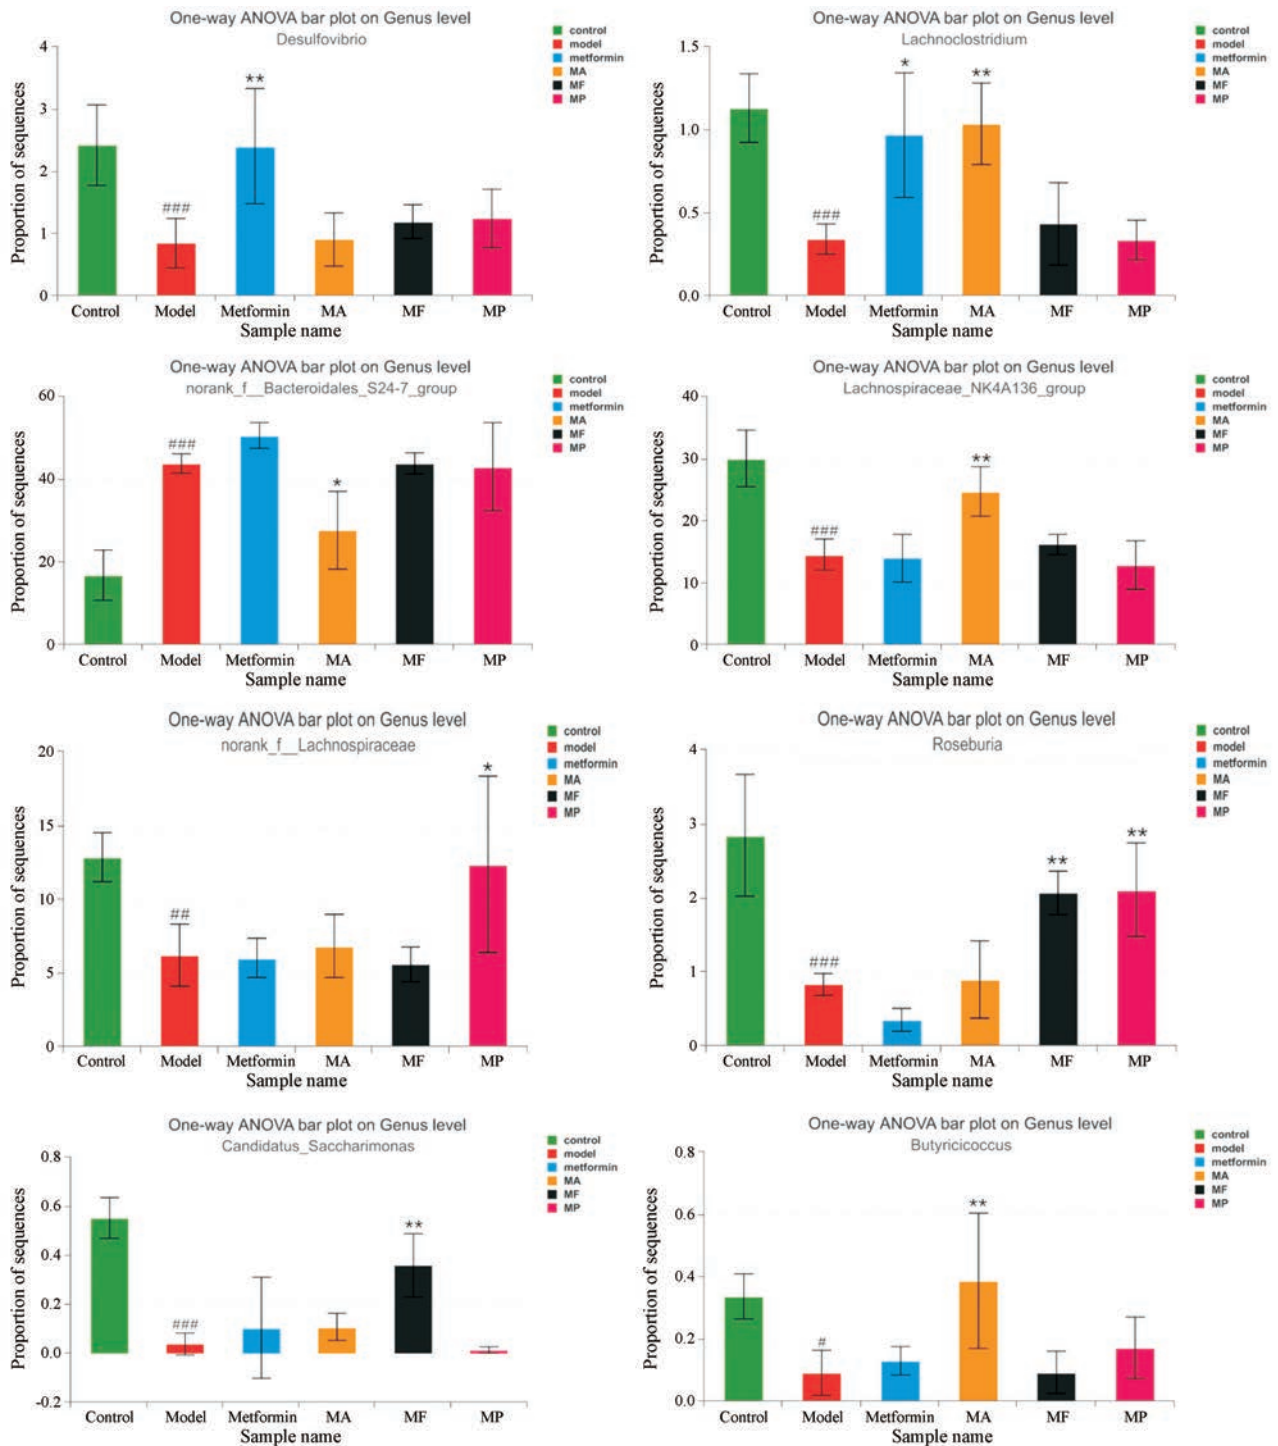 One-way ANOVA bar plot on Genus level
Desulfovibrio
control
model
metformin
MA
MF
MP
Proportion of sequences
4
3
2
1
0
**
###
Control Model Metformin MA MF MP
Sample name
One-way ANOVA bar plot on Genus level
Lachnoclostridium
control
model
metformin
MA
MF
MP
Proportion of sequences
1.5
1.0
0.5
0.0
* **
###
Control Model Metformin MA MF MP
Sample name
One-way ANOVA bar plot on Genus level
norank_f__Bacteroidales_S24-7_group
control
model
metformin
MA
MF
MP
Proportion of sequences
60
40
20
0
###
*
Control Model Metformin MA MF MP
Sample name
One-way ANOVA bar plot on Genus level
Lachnospiraceae_NK4A136_group
control
model
metformin
MA
MF
MP
Proportion of sequences
40
30
20
10
0
**
###
Control Model Metformin MA MF MP
Sample name
One-way ANOVA bar plot on Genus level
norank_f__Lachnospiraceae
control
model
metformin
MA
MF
MP
Proportion of sequences
20
15
10
5
0
*
##
Control Model Metformin MA MF MP
Sample name
One-way ANOVA bar plot on Genus level
Roseburia
control
model
metformin
MA
MF
MP
Proportion of sequences
4
3
2
1
0
** **
###
Control Model Metformin MA MF MP
Sample name
One-way ANOVA bar plot on Genus level
Candidatus_Saccharimonas
control
model
metformin
MA
MF
MP
Proportion of sequences
0.8
0.6
0.4
0.2
0.0
-0.2
**
###
Control Model Metformin MA MF MP
Sample name
One-way ANOVA bar plot on Genus level
Butyricicoccus
control
model
metformin
MA
MF
MP
Proportion of sequences
0.8
0.6
0.4
0.2
0.0
**
#
Control Model Metformin MA MF MP
Sample name